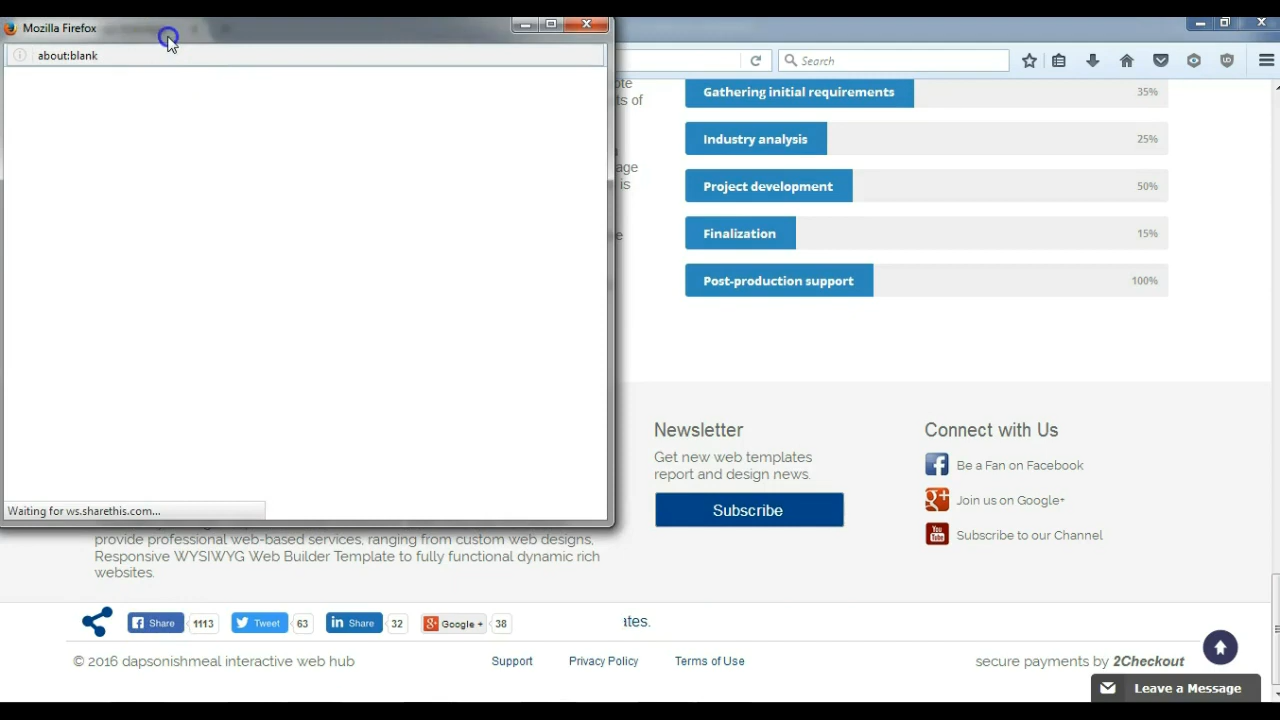 Mozilla Firefox
about:blank
Search
ote
ts of
age
is
e
Gathering initial requirements 35%
Industry analysis 25%
Project development 50%
Finalization 15%
Post-production support 100%
Waiting for ws.sharethis.com...
provide professional web-based services, ranging from custom web designs,
Responsive WYSIWYG Web Builder Template to fully functional dynamic rich
websites.
Newsletter
Get new web templates
report and design news.
Subscribe
Connect with Us
Be a Fan on Facebook
Join us on Google+
Subscribe to our Channel
Share 1113 Tweet 63 Share 32 Google + 38 ates.
© 2016 dapsonishmeal interactive web hub Support Privacy Policy Terms of Use secure payments by 2Checkout
Leave a Message